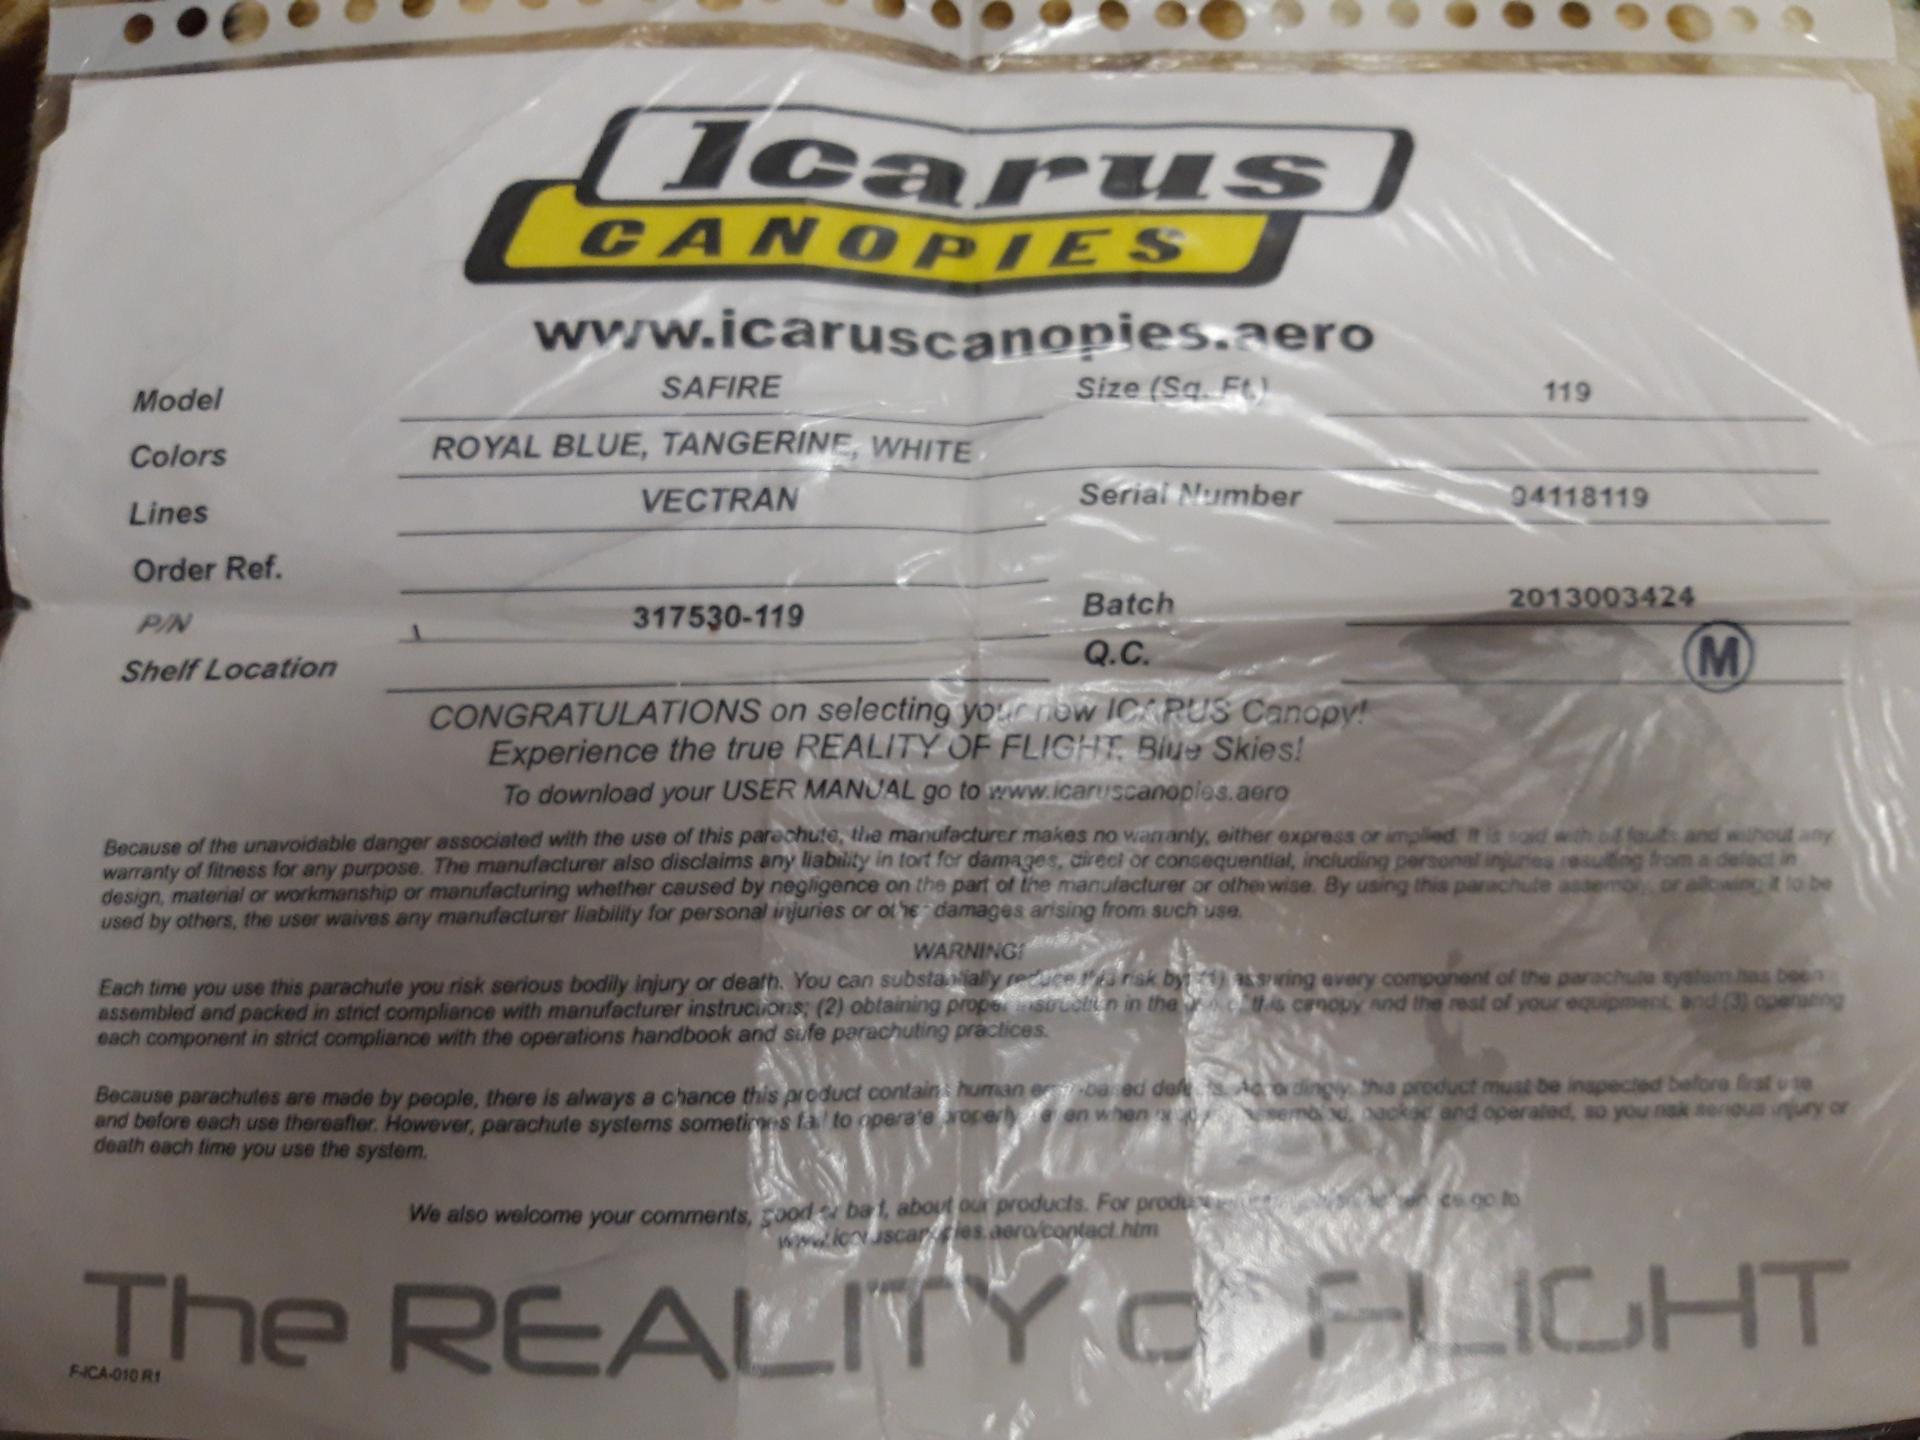 Icarus
CANOPIES
www.icaruscanopies.aero
Model SAFIRE Size (Sq. Ft.) 119
Colors ROYAL BLUE, TANGERINE, WHITE
Lines VECTRAN Serial Number 04118119
Order Ref.
P/N 317530-119 Batch 2013003424
Shelf Location Q.C. M
CONGRATULATIONS on selecting your new ICARUS Canopy!
Experience the true REALITY OF FLIGHT. Blue Skies!
To download your USER MANUAL go to www.icaruscanopies.aero
Because of the unavoidable danger associated with the use of this parachute, the manufacturer makes no warranty, either express or implied. It is sold with all faults and without any
warranty of fitness for any purpose. The manufacturer also disclaims any liability in tort for damages, direct or consequential, including personal injuries resulting from a defect in
design, material or workmanship or manufacturing whether caused by negligence on the part of the manufacturer or otherwise. By using this parachute assembly, or allowing it to be
used by others, the user waives any manufacturer liability for personal injuries or other damages arising from such use.
WARNING!
Each time you use this parachute you risk serious bodily injury or death. You can substantially reduce this risk by: (1) assuring every component of the parachute system has been
assembled and packed in strict compliance with manufacturer instructions; (2) obtaining proper instruction in the use of this canopy and the rest of your equipment, and (3) operating
each component in strict compliance with the operations handbook and safe parachuting practices.
Because parachutes are made by people, there is always a chance this product contains human error-based defects. Accordingly, this product must be inspected before first use
and before each use thereafter. However, parachute systems sometimes fail to operate properly even when properly assembled, packed and operated, so you risk serious injury or
death each time you use the system.
We also welcome your comments, good or bad, about our products. For go to
www.icaruscanopies.aero/contact.htm
The REALITY of FLIGHT
F-ICA-010 R1